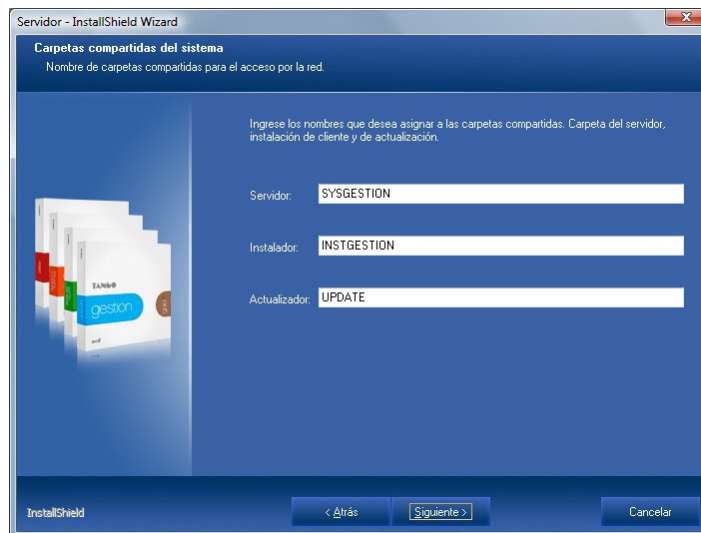 Servidor - InstallShield Wizard
Carpetas compartidas del sistema
Nombre de carpetas compartidas para el acceso por la red.
Ingrese los nombres que desea asignar a las carpetas compartidas. Carpeta del servidor,
instalación de cliente y de actualización.
Servidor: SYSGESTION
Instalador: INSTGESTION
Actualizador: UPDATE
TANGO
gestion
InstallShield
< Atrás
Siguiente >
Cancelar